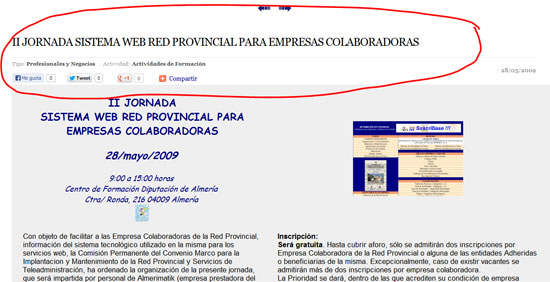 II JORNADA SISTEMA WEB RED PROVINCIAL PARA EMPRESAS COLABORADORAS
Tipo: Profesionales y Negocios Actividad: Actividades de Formación
28/05/2009
Me gusta 0 Tweet 0 +1 0 Compartir
II JORNADA
SISTEMA WEB RED PROVINCIAL PARA
EMPRESAS COLABORADORAS
28/mayo/2009
9:00 a 15:00 horas
Centro de Formación Diputación de Almería
Ctra/ Ronda, 216 04009 Almería
Suscríbase !!!
Con objeto de facilitar a las Empresa Colaboradoras de la Red Provincial,
información del sistema tecnológico utilizado en la misma para los
servicios web, la Comisión Permanente del Convenio Marco para la
Implantación y Mantenimiento de la Red Provincial y Servicios de
Teleadministración, ha ordenado la organización de la presente jornada,
que será impartida por personal de Almerimatik (empresa prestadora del
Inscripción:
Será gratuita. Hasta cubrir aforo, sólo se admitirán dos inscripciones por
Empresa Colaboradora de la Red Provincial o alguna de las entidades Adheridas
o beneficiarias de la misma. Excepcionalmente, caso de existir vacantes se
admitirán más de dos inscripciones por empresa colaboradora.
La Prioridad se dará, dentro de las que acrediten su condición de empresa